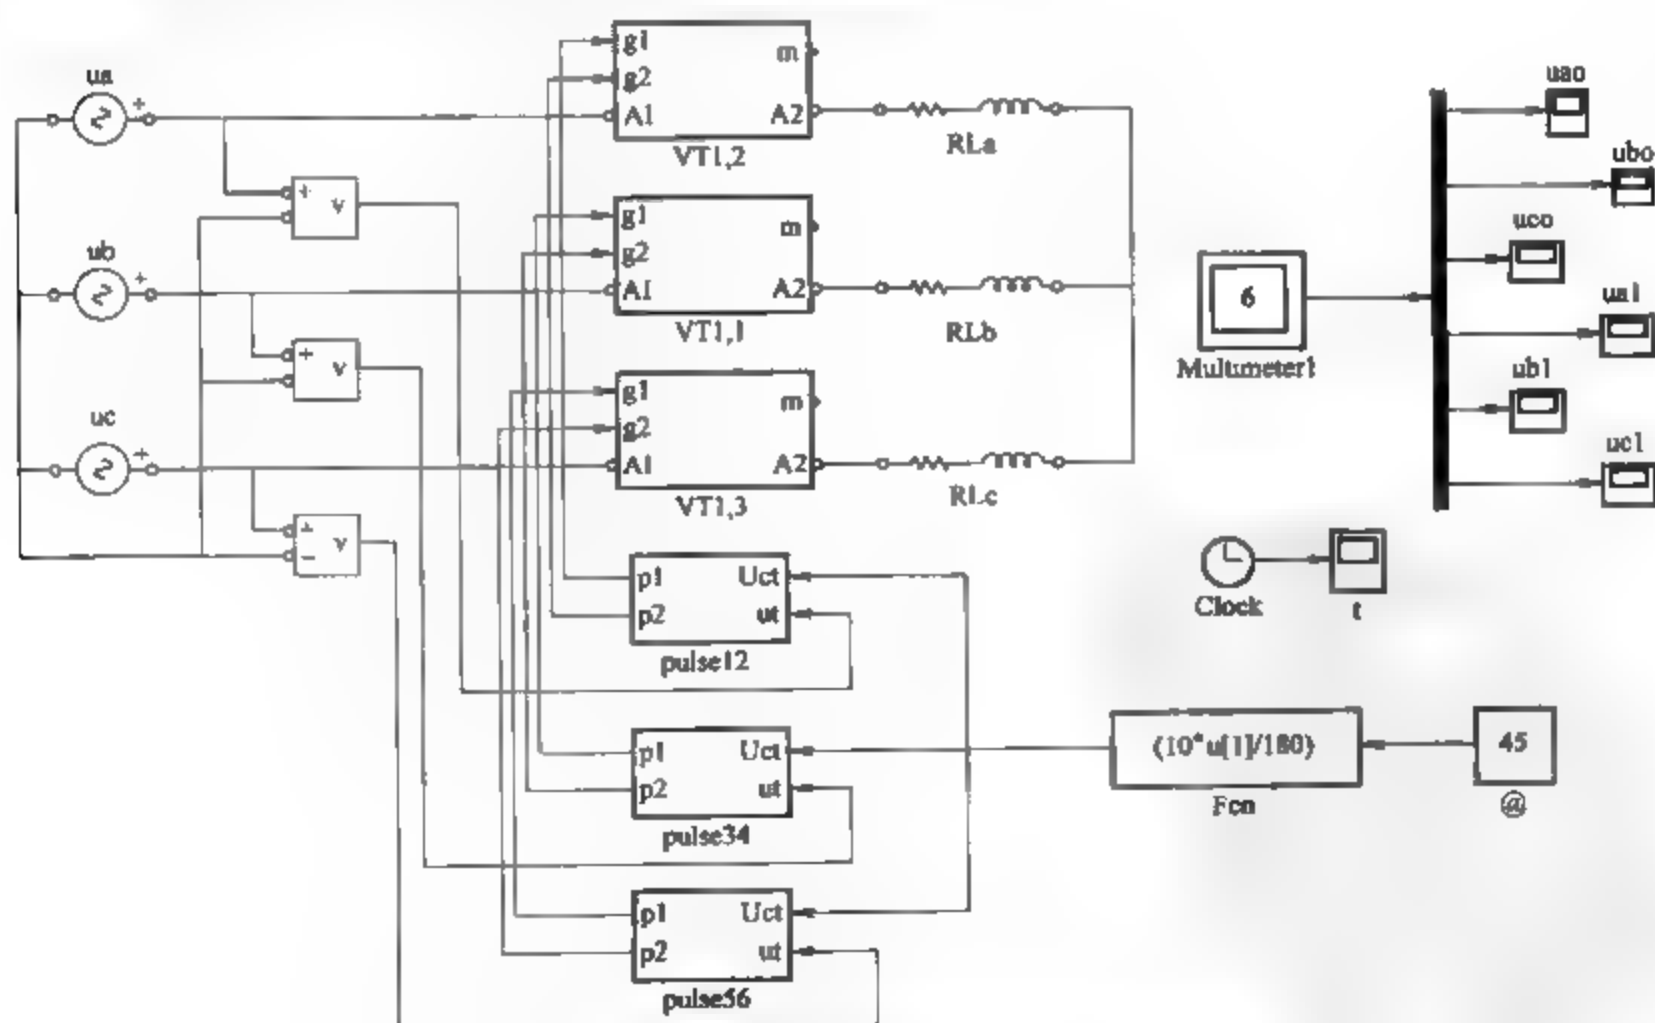 ua
+
g1
g2
A1
m
A2
VT1,2
RLa
+
v
ub
+
g1
g2
A1
m
A2
VT1,1
RLb
+
v
uc
+
g1
g2
A1
m
A2
VT1,3
RLc
+
−
v
p1
p2
Uct
ut
pulse12
p1
p2
Uct
ut
pulse34
p1
p2
Uct
ut
pulse56
6
Multumeter1
uao
ubo
uco
ua1
ub1
uc1
Clock
t
(10*u[1]/180)
Fcn
45
@